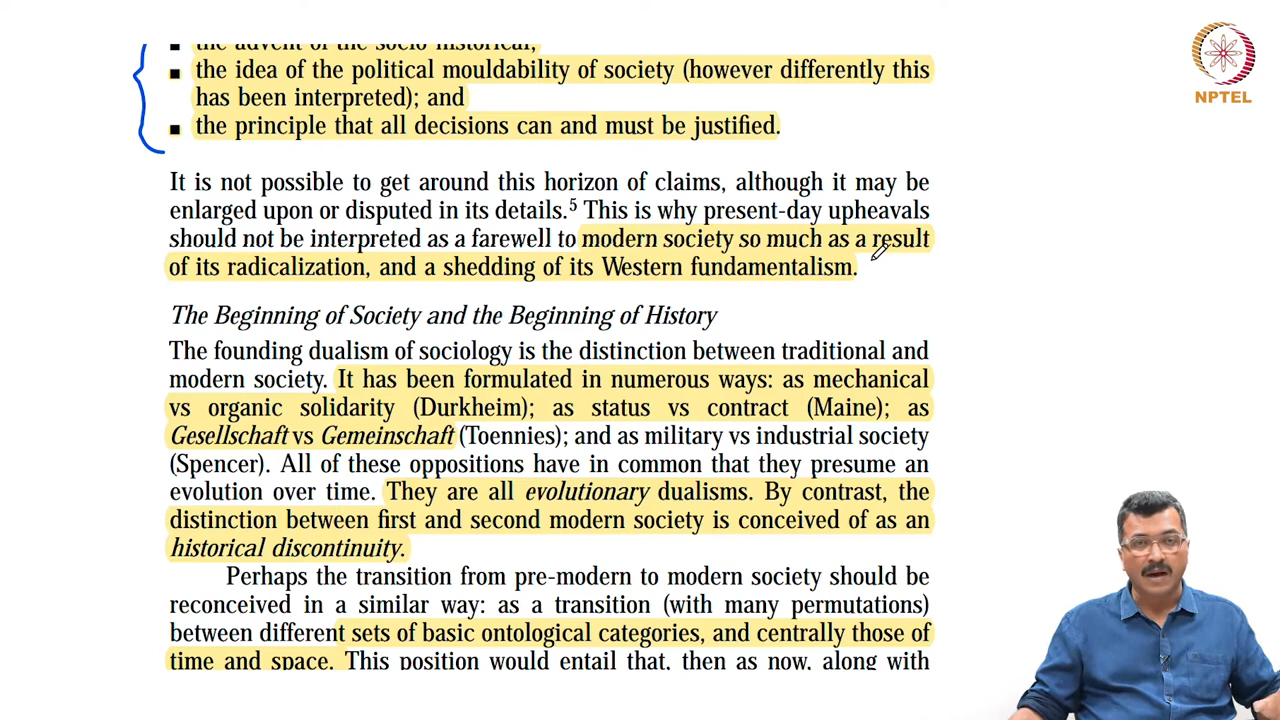 the advent of the socio-historical;
■ the idea of the political mouldability of society (however differently this
has been interpreted); and
■ the principle that all decisions can and must be justified.
NPTEL
It is not possible to get around this horizon of claims, although it may be
enlarged upon or disputed in its details.⁵ This is why present-day upheavals
should not be interpreted as a farewell to modern society so much as a result
of its radicalization, and a shedding of its Western fundamentalism.
The Beginning of Society and the Beginning of History
The founding dualism of sociology is the distinction between traditional and
modern society. It has been formulated in numerous ways: as mechanical
vs organic solidarity (Durkheim); as status vs contract (Maine); as
Gesellschaft vs Gemeinschaft (Toennies); and as military vs industrial society
(Spencer). All of these oppositions have in common that they presume an
evolution over time. They are all evolutionary dualisms. By contrast, the
distinction between first and second modern society is conceived of as an
historical discontinuity.
Perhaps the transition from pre-modern to modern society should be
reconceived in a similar way: as a transition (with many permutations)
between different sets of basic ontological categories, and centrally those of
time and space. This position would entail that, then as now, along with